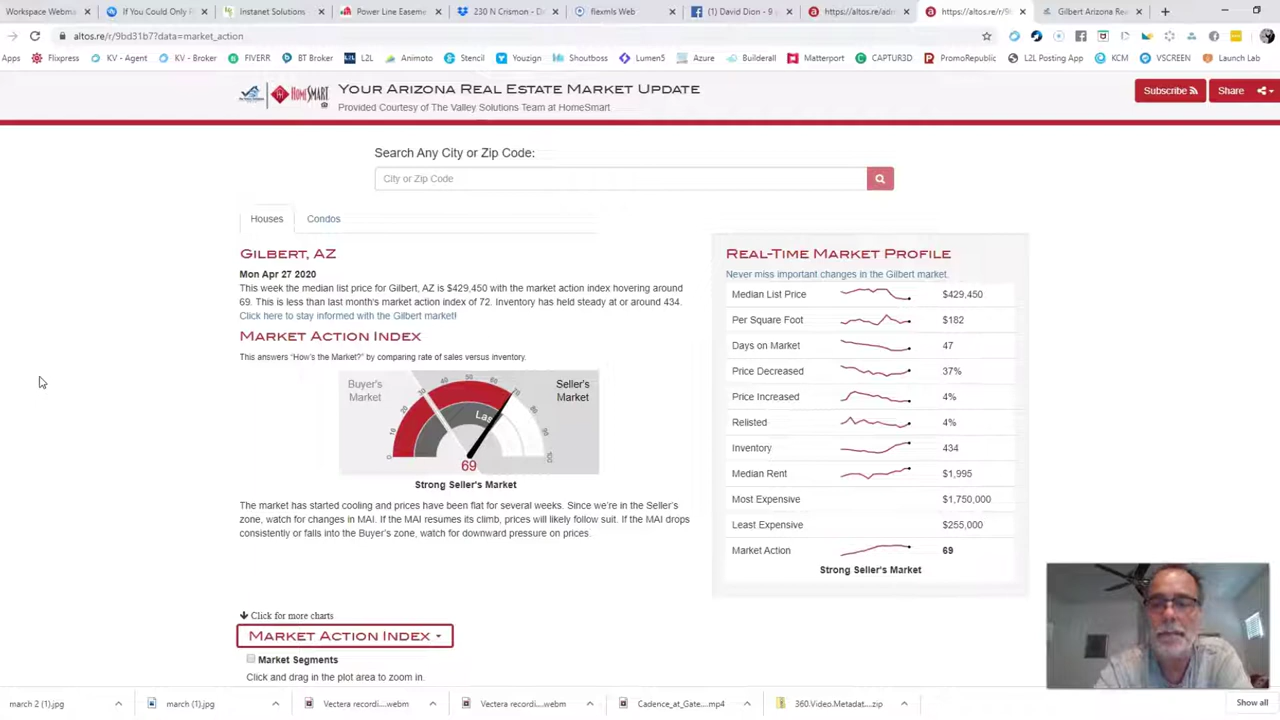 Workspace Webm
If You Could Only P
Instanet Solutions
Power Line Easeme
230 N Crismon - Dr
flexmls Web
(1) David Dion - 9 y
https://altos.re/adm
https://altos.re/r/9
Gilbert Arizona Rea
altos.re/r/9bd31b7?data=market_action
Apps
Flixpress
KV - Agent
KV - Broker
FIVERR
BT Broker
L2L
Animoto
Stencil
Youzign
Shoutboss
Lumen5
Azure
Builderall
Matterport
CAPTUR3D
PromoRepublic
L2L Posting App
KCM
VSCREEN
Launch Lab
HOMESMART
YOUR ARIZONA REAL ESTATE MARKET UPDATE
Provided Courtesy of The Valley Solutions Team at HomeSmart
Subscribe
Share
Search Any City or Zip Code:
City or Zip Code
Houses
Condos
GILBERT, AZ
Mon Apr 27 2020
This week the median list price for Gilbert, AZ is $429,450 with the market action index hovering around
69. This is less than last month's market action index of 72. Inventory has held steady at or around 434.
Click here to stay informed with the Gilbert market!
MARKET ACTION INDEX
This answers "How's the Market?" by comparing rate of sales versus inventory.
Buyer's
Market
Seller's
Market
0 10 20 30 40 50 60 70 80 90 100
Las
69
Strong Seller's Market
The market has started cooling and prices have been flat for several weeks. Since we're in the Seller's
zone, watch for changes in MAI. If the MAI resumes its climb, prices will likely follow suit. If the MAI drops
consistently or falls into the Buyer's zone, watch for downward pressure on prices.
Click for more charts
MARKET ACTION INDEX
Market Segments
Click and drag in the plot area to zoom in.
REAL-TIME MARKET PROFILE
Never miss important changes in the Gilbert market.
Median List Price $429,450
Per Square Foot $182
Days on Market 47
Price Decreased 37%
Price Increased 4%
Relisted 4%
Inventory 434
Median Rent $1,995
Most Expensive $1,750,000
Least Expensive $255,000
Market Action 69
Strong Seller's Market
march 2 (1).jpg
march (1).jpg
Vectera recordi....webm
Vectera recordi....webm
Cadence_at_Gate....mp4
360.Video.Metadat....zip
Show all